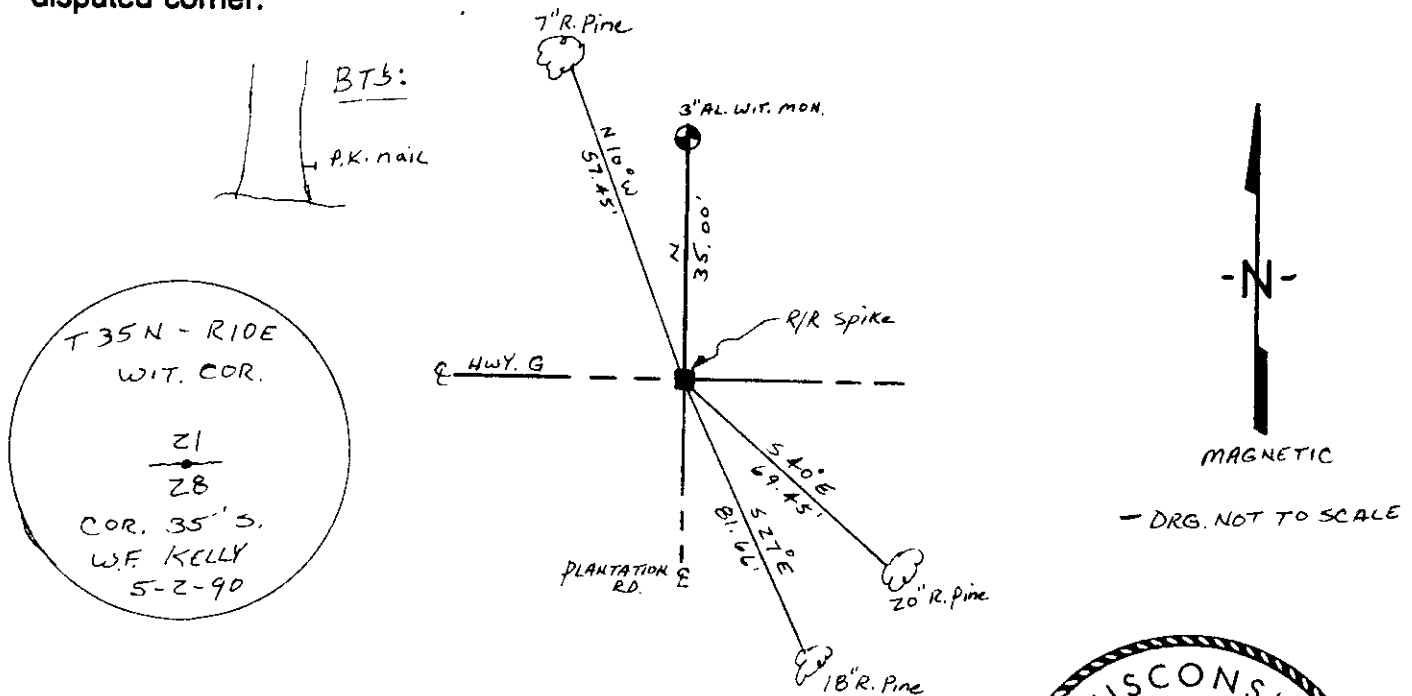 disputed corner.
7" R. Pine
BTS:
P.K. nail
3" AL. WIT. MON.
N 10° W
57.45'
N
35.00'
R/R Spike
HWY. G
T 35 N - R10E
WIT. COR.
21
28
COR. 35' S.
W.F. KELLY
5-2-90
S 40° E
69.45'
S 27° E
81.66'
PLANTATION
RD.
20" R. Pine
18" R. Pine
-N-
MAGNETIC
- DRG. NOT TO SCALE